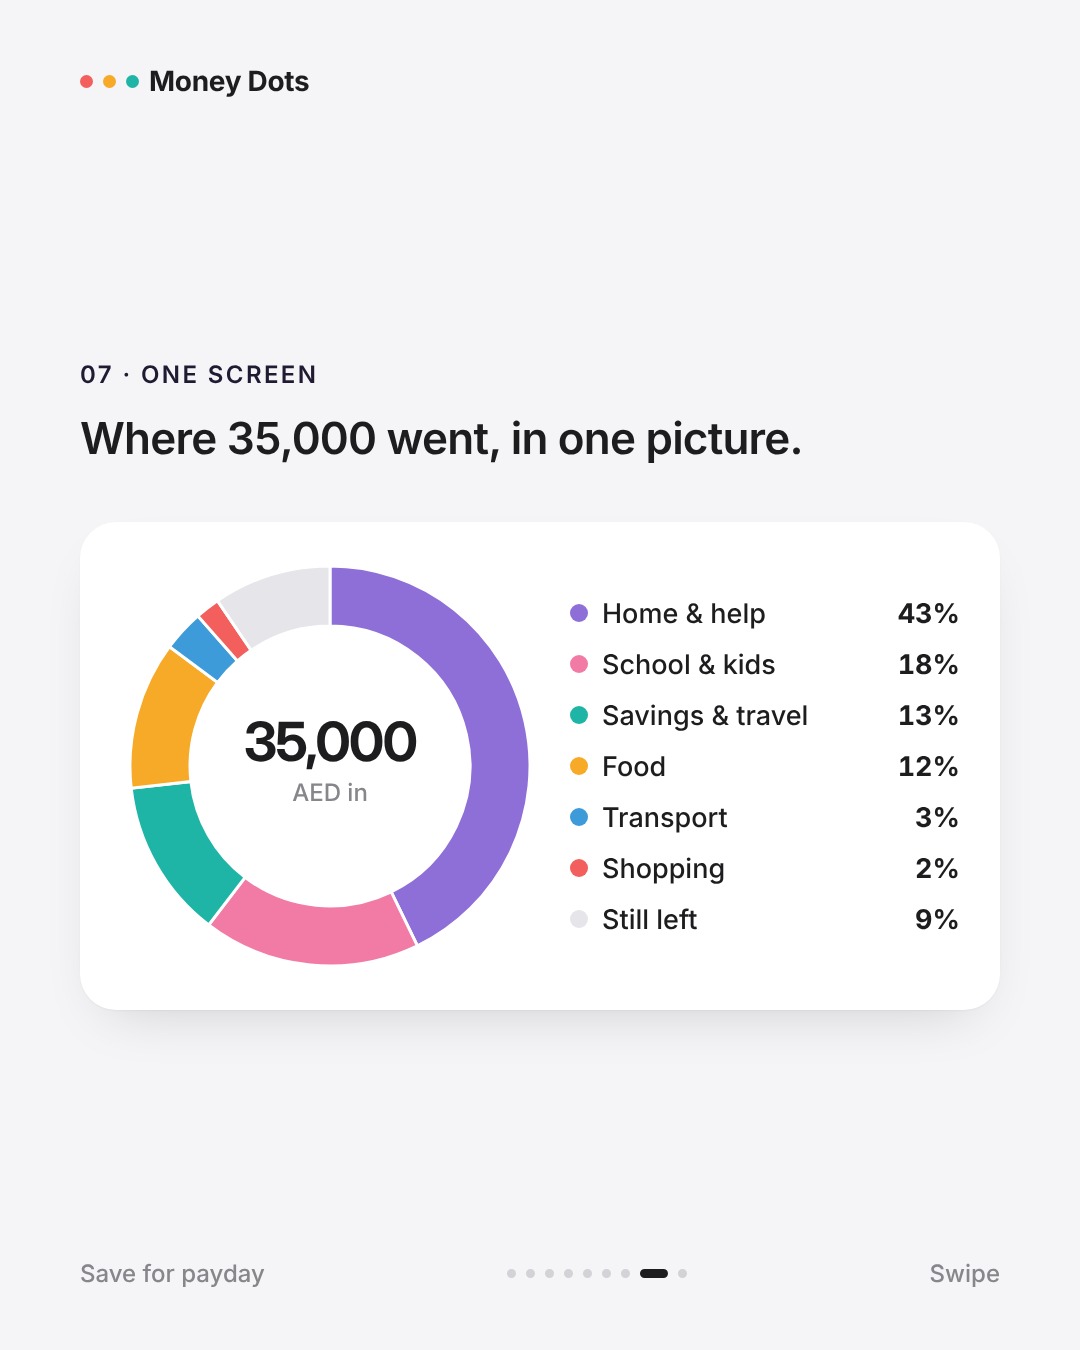 Money Dots
07 · ONE SCREEN
Where 35,000 went, in one picture.
35,000
AED in
Home & help 43%
School & kids 18%
Savings & travel 13%
Food 12%
Transport 3%
Shopping 2%
Still left 9%
Save for payday
Swipe